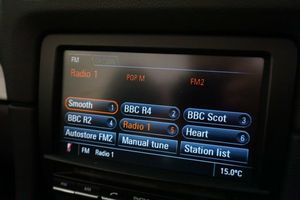 FM
Radio 1
POP M
FM2
Smooth 1
BBC R4 2
BBC Scot 3
BBC R2 4
Radio 1 5
Heart 6
Autostore FM2
Manual tune
Station list
FM Radio 1
15.0°C